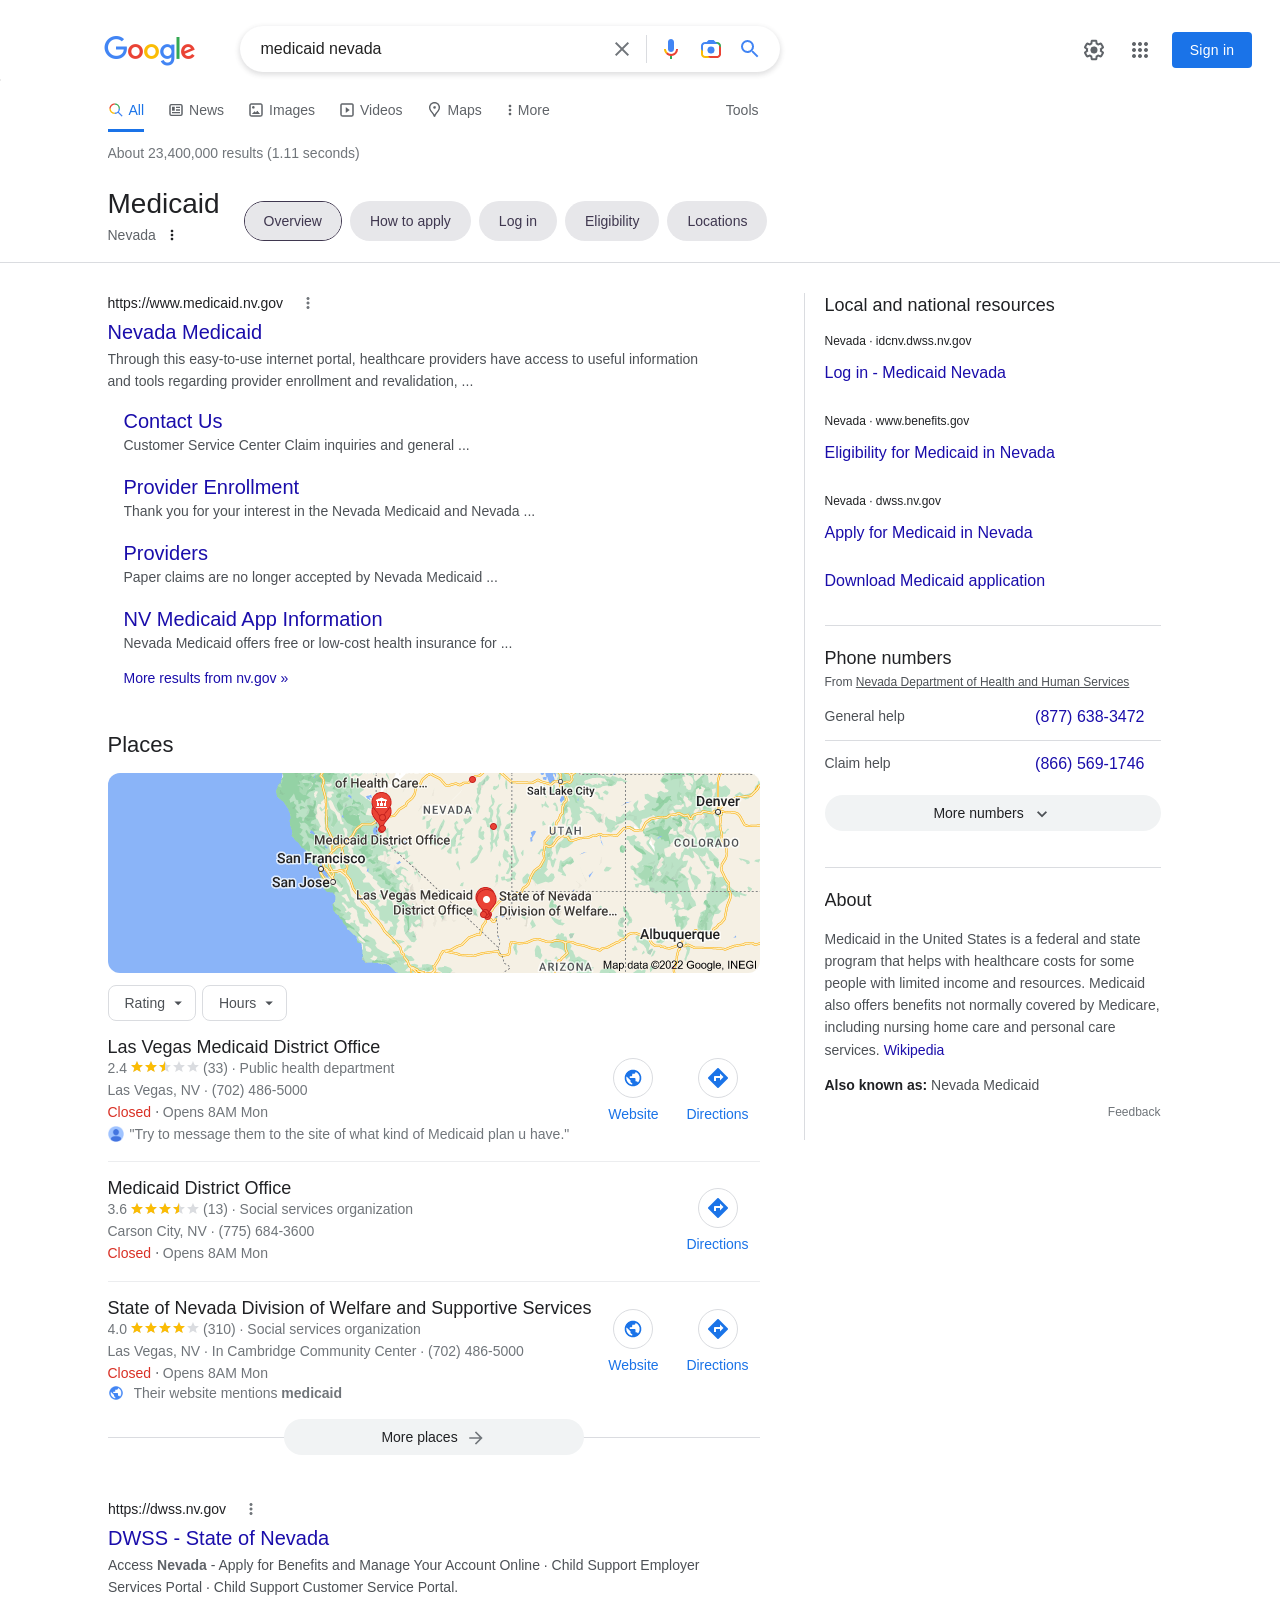 Google
medicaid nevada
Sign in
All
News
Images
Videos
Maps
More
Tools
About 23,400,000 results (1.11 seconds)
Medicaid
Nevada
Overview
How to apply
Log in
Eligibility
Locations
https://www.medicaid.nv.gov
Nevada Medicaid
Through this easy-to-use internet portal, healthcare providers have access to useful information
and tools regarding provider enrollment and revalidation, ...
Contact Us
Customer Service Center Claim inquiries and general ...
Provider Enrollment
Thank you for your interest in the Nevada Medicaid and Nevada ...
Providers
Paper claims are no longer accepted by Nevada Medicaid ...
NV Medicaid App Information
Nevada Medicaid offers free or low-cost health insurance for ...
More results from nv.gov »
Places
of Health Care...
NEVADA
Salt Lake City
Denver
UTAH
COLORADO
Medicaid District Office
San Francisco
San Jose
Las Vegas Medicaid
District Office
State of Nevada
Division of Welfare...
Albuquerque
ARIZONA
Map data ©2022 Google, INEGI
Rating
Hours
Las Vegas Medicaid District Office
2.4 (33) · Public health department
Las Vegas, NV · (702) 486-5000
Closed · Opens 8AM Mon
"Try to message them to the site of what kind of Medicaid plan u have."
Website
Directions
Medicaid District Office
3.6 (13) · Social services organization
Carson City, NV · (775) 684-3600
Closed · Opens 8AM Mon
Directions
State of Nevada Division of Welfare and Supportive Services
4.0 (310) · Social services organization
Las Vegas, NV · In Cambridge Community Center · (702) 486-5000
Closed · Opens 8AM Mon
Their website mentions medicaid
Website
Directions
More places
https://dwss.nv.gov
DWSS - State of Nevada
Access Nevada - Apply for Benefits and Manage Your Account Online · Child Support Employer
Services Portal · Child Support Customer Service Portal.
Local and national resources
Nevada · idcnv.dwss.nv.gov
Log in - Medicaid Nevada
Nevada · www.benefits.gov
Eligibility for Medicaid in Nevada
Nevada · dwss.nv.gov
Apply for Medicaid in Nevada
Download Medicaid application
Phone numbers
From Nevada Department of Health and Human Services
General help (877) 638-3472
Claim help (866) 569-1746
More numbers
About
Medicaid in the United States is a federal and state
program that helps with healthcare costs for some
people with limited income and resources. Medicaid
also offers benefits not normally covered by Medicare,
including nursing home care and personal care
services. Wikipedia
Also known as: Nevada Medicaid
Feedback